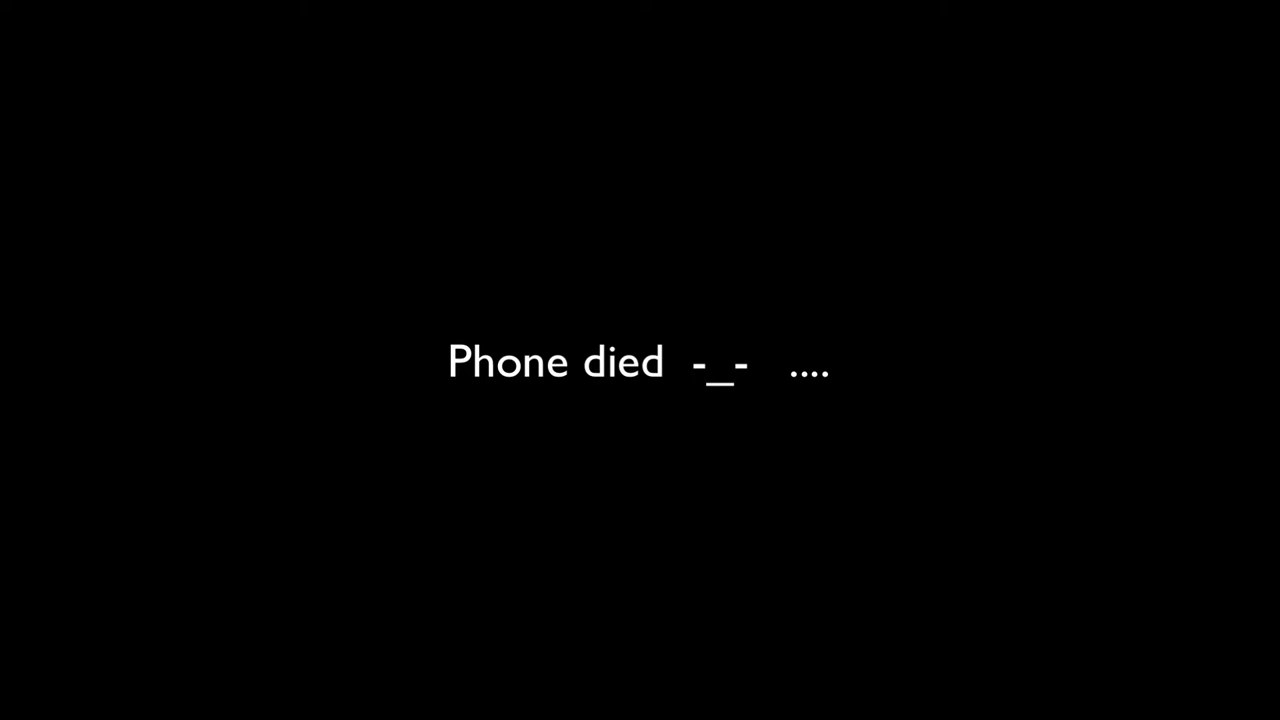 Phone died  -_-   ....